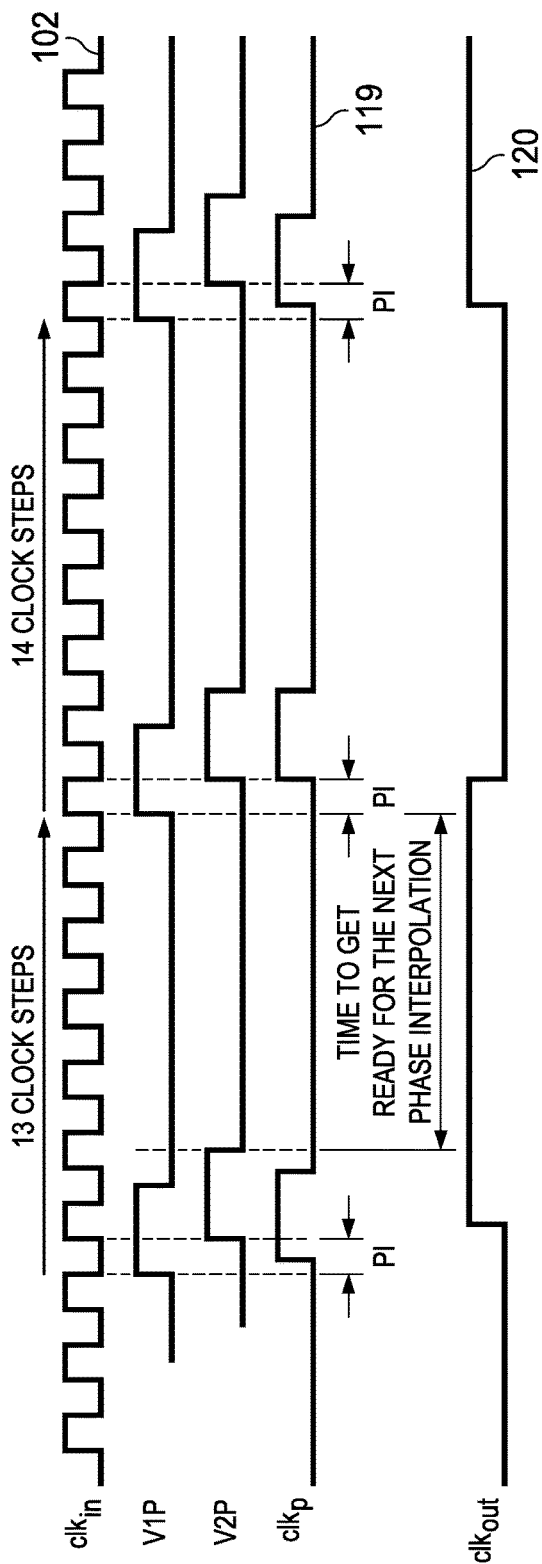 13 CLOCK STEPS
14 CLOCK STEPS
clkin
102
V1P
V2P
clkp
119
PI
PI
PI
TIME TO GET
READY FOR THE NEXT
PHASE INTERPOLATION
clkout
120